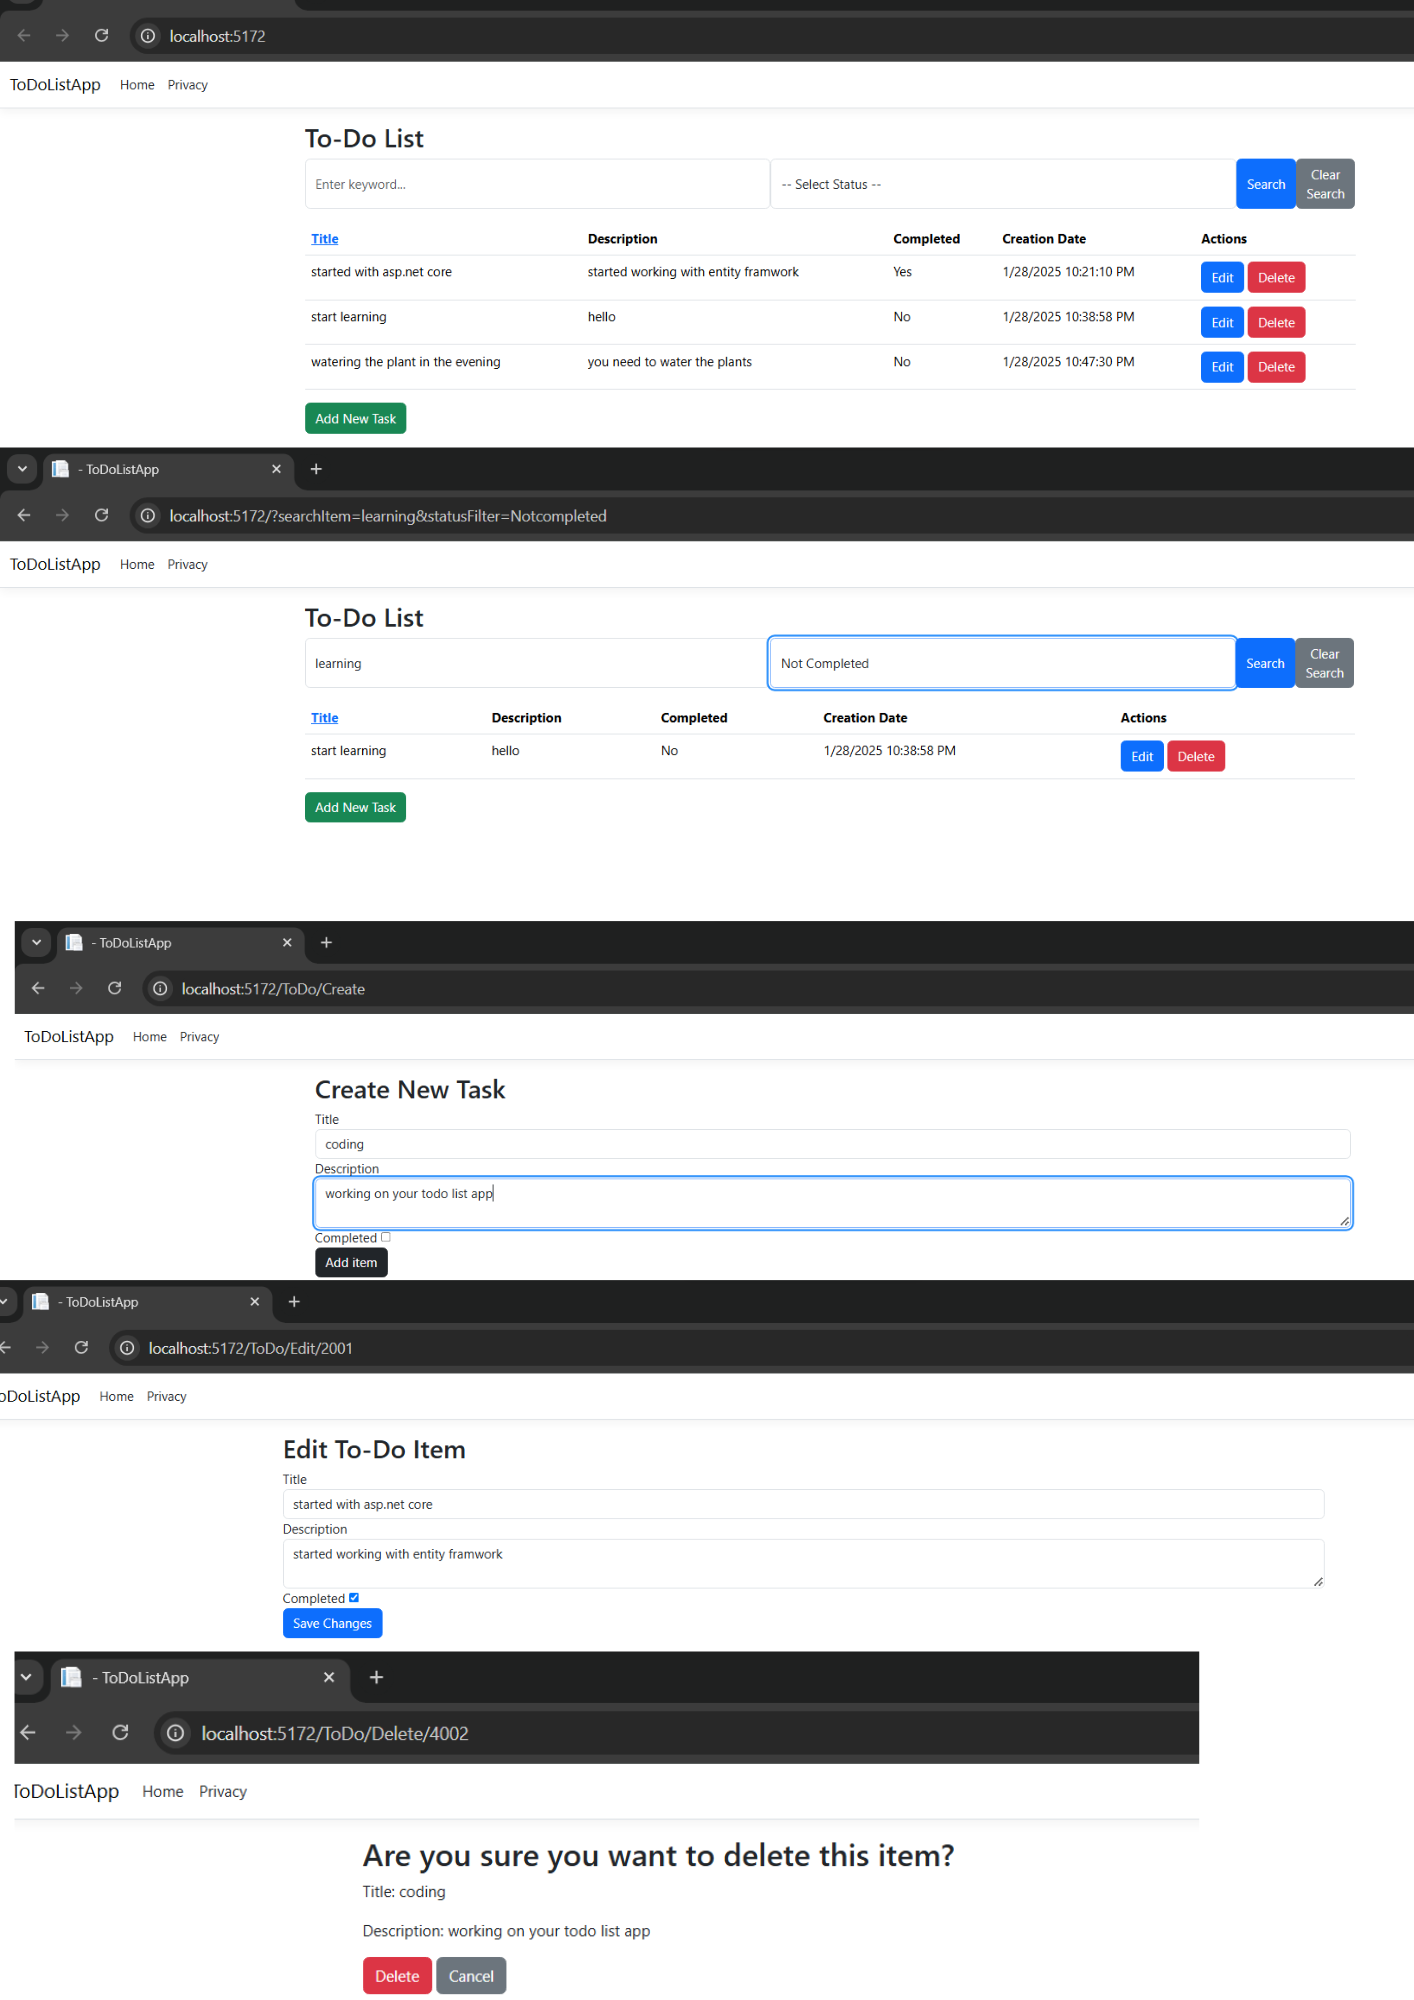 localhost:5172
ToDoListApp Home Privacy
To-Do List
Enter keyword... -- Select Status -- Search Clear Search
Title Description Completed Creation Date Actions
started with asp.net core started working with entity framwork Yes 1/28/2025 10:21:10 PM Edit Delete
start learning hello No 1/28/2025 10:38:58 PM Edit Delete
watering the plant in the evening you need to water the plants No 1/28/2025 10:47:30 PM Edit Delete
Add New Task
- ToDoListApp
localhost:5172/?searchItem=learning&statusFilter=Notcompleted
ToDoListApp Home Privacy
To-Do List
learning Not Completed Search Clear Search
Title Description Completed Creation Date Actions
start learning hello No 1/28/2025 10:38:58 PM Edit Delete
Add New Task
- ToDoListApp
localhost:5172/ToDo/Create
ToDoListApp Home Privacy
Create New Task
Title
coding
Description
working on your todo list app
Completed
Add item
- ToDoListApp
localhost:5172/ToDo/Edit/2001
oDoListApp Home Privacy
Edit To-Do Item
Title
started with asp.net core
Description
started working with entity framwork
Completed
Save Changes
- ToDoListApp
localhost:5172/ToDo/Delete/4002
ToDoListApp Home Privacy
Are you sure you want to delete this item?
Title: coding
Description: working on your todo list app
Delete Cancel